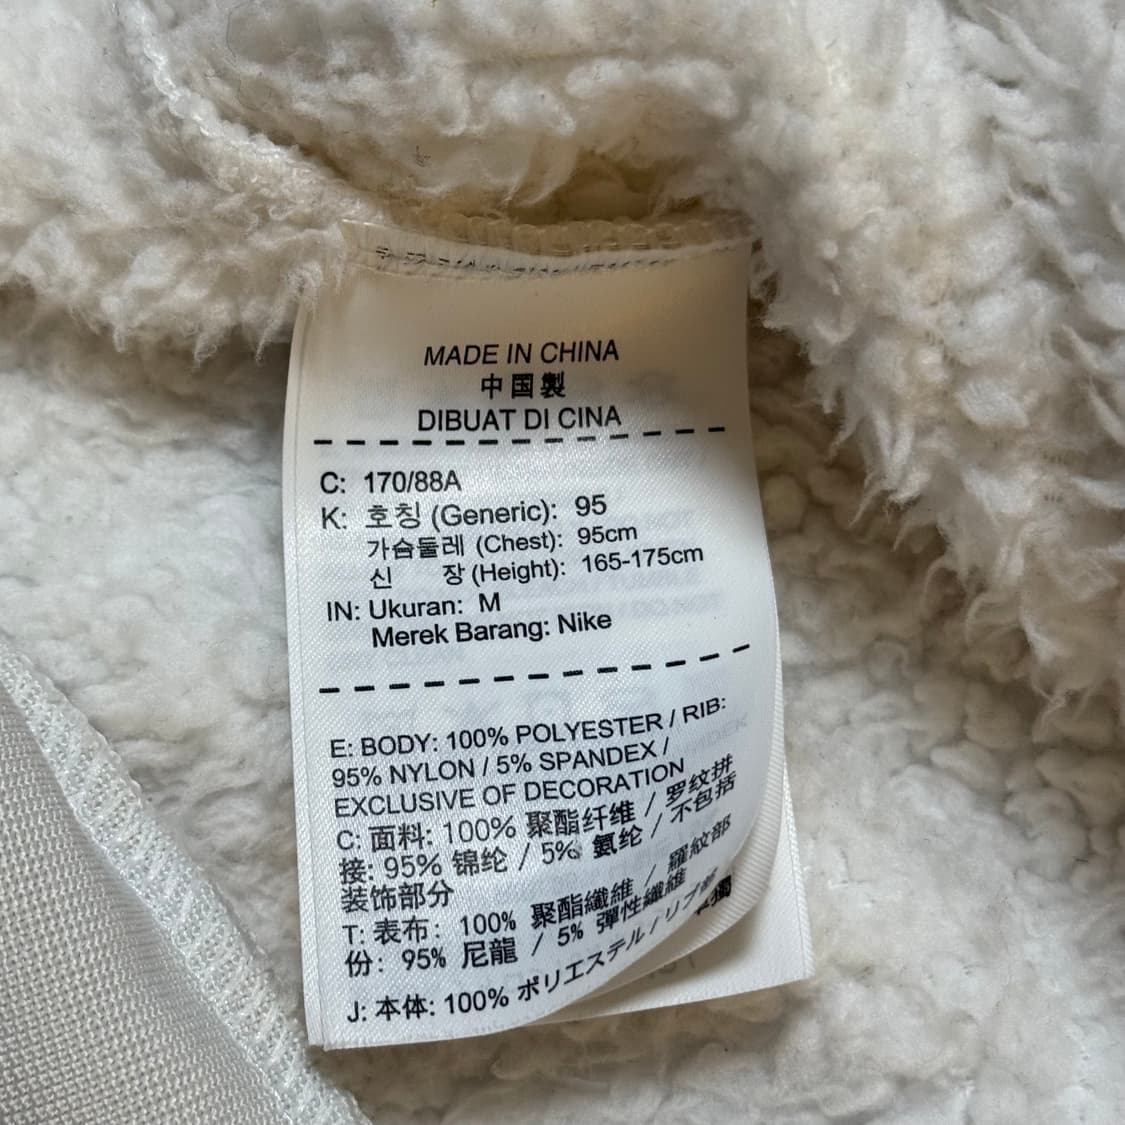 MADE IN CHINA
中国製
DIBUAT DI CINA
C: 170/88A
K: 호칭 (Generic): 95
가슴둘레 (Chest): 95cm
신 장 (Height): 165-175cm
IN: Ukuran: M
Merek Barang: Nike
E: BODY: 100% POLYESTER / RIB:
95% NYLON / 5% SPANDEX /
EXCLUSIVE OF DECORATION
C: 面料: 100% 聚酯纤维 / 罗纹拼
接: 95% 锦纶 / 5% 氨纶 / 不包括
装饰部分
T: 表布: 100% 聚酯纖維 / 羅紋部
份: 95% 尼龍 / 5% 彈性纖維
J: 本体: 100% ポリエステル / リブ